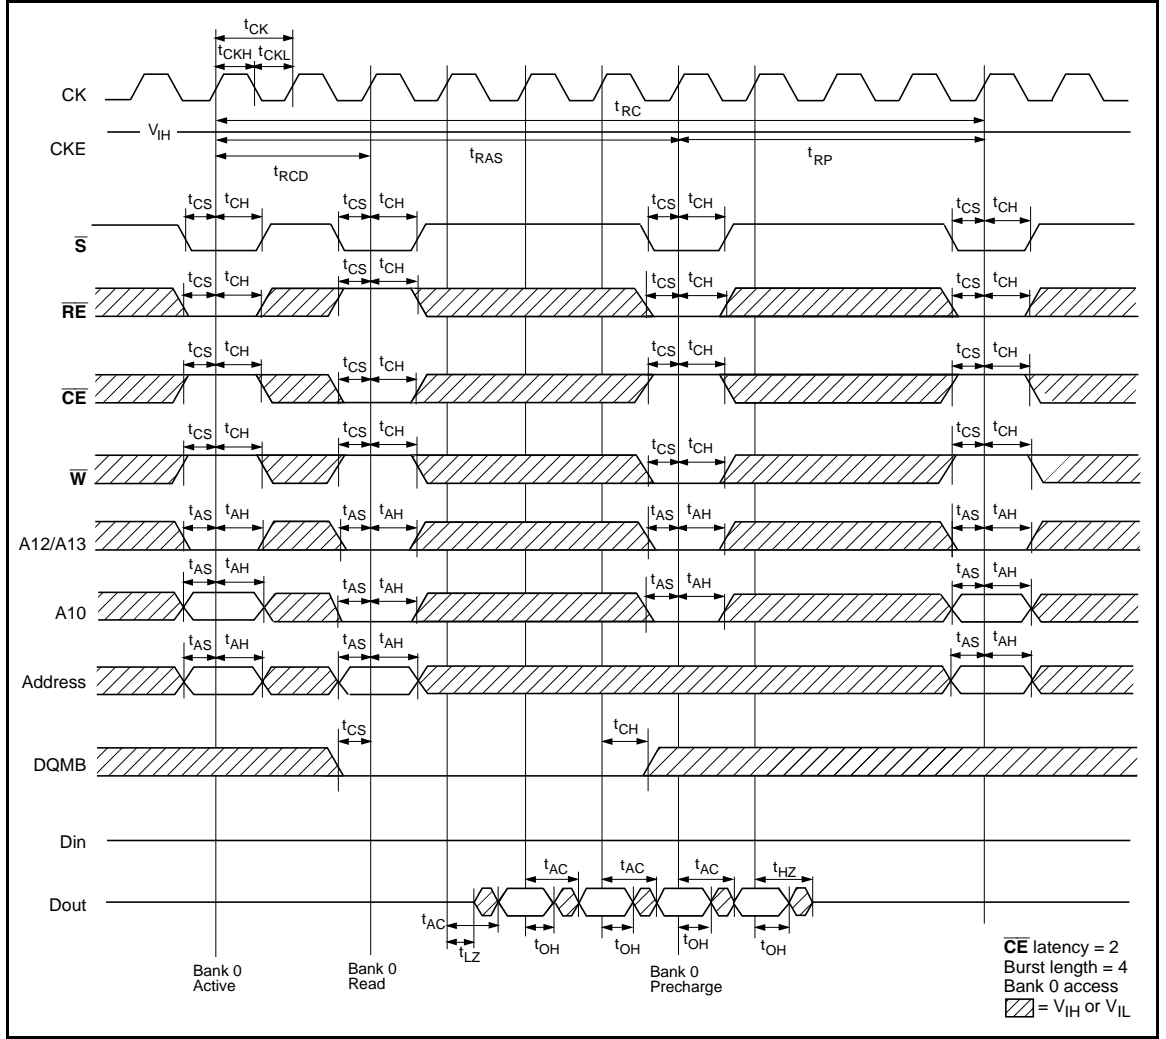 tCK
tCKH tCKL
CK
tRC
VIH
CKE
tRAS tRP
tRCD
tCS tCH tCS tCH tCS tCH tCS tCH
S
tCS tCH tCS tCH tCS tCH tCS tCH
RE
tCS tCH tCS tCH tCS tCH tCS tCH
CE
tCS tCH tCS tCH tCS tCH tCS tCH
W
tAS tAH tAS tAH tAS tAH tAS tAH
A12/A13
tAS tAH tAS tAH tAS tAH tAS tAH
A10
tAS tAH tAS tAH tAS tAH
Address
tCS tCH
DQMB
Din
tAC tAC tAC tHZ
Dout
tAC
tLZ tOH tOH tOH tOH
Bank 0
Active
Bank 0
Read
Bank 0
Precharge
CE latency = 2
Burst length = 4
Bank 0 access
= VIH or VIL